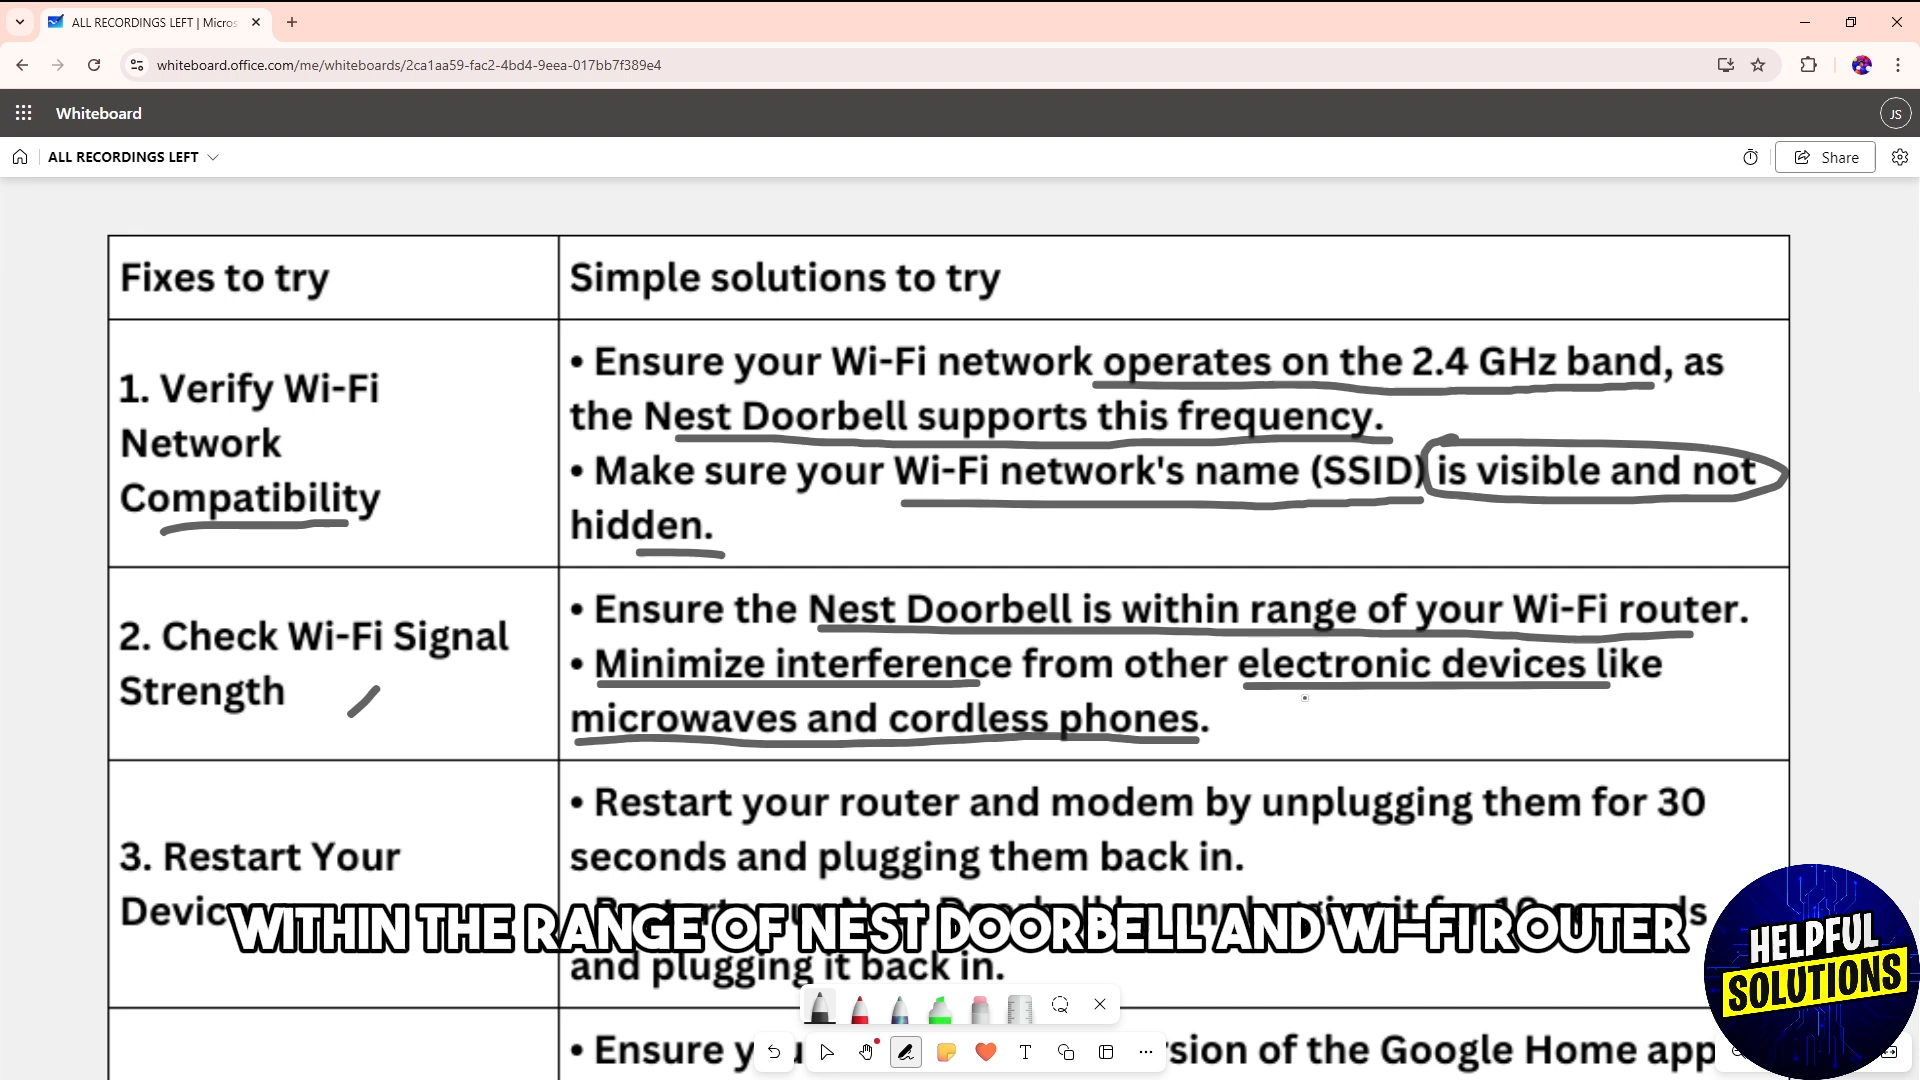 ALL RECORDINGS LEFT | Micros
whiteboard.office.com/me/whiteboards/2ca1aa59-fac2-4bd4-9eea-017bb7f389e4
Whiteboard
JS
ALL RECORDINGS LEFT
Share
Fixes to try
Simple solutions to try
1. Verify Wi-Fi
Network
Compatibility
• Ensure your Wi-Fi network operates on the 2.4 GHz band, as
the Nest Doorbell supports this frequency.
• Make sure your Wi-Fi network's name (SSID) is visible and not
hidden.
2. Check Wi-Fi Signal
Strength
• Ensure the Nest Doorbell is within range of your Wi-Fi router.
• Minimize interference from other electronic devices like
microwaves and cordless phones.
3. Restart Your
Devic
• Restart your router and modem by unplugging them for 30
seconds and plugging them back in.
and plugging it back in.
WITHIN THE RANGE OF NEST DOORBELL AND WI-FI ROUTER
HELPFUL
SOLUTIONS
• Ensure y sion of the Google Home app